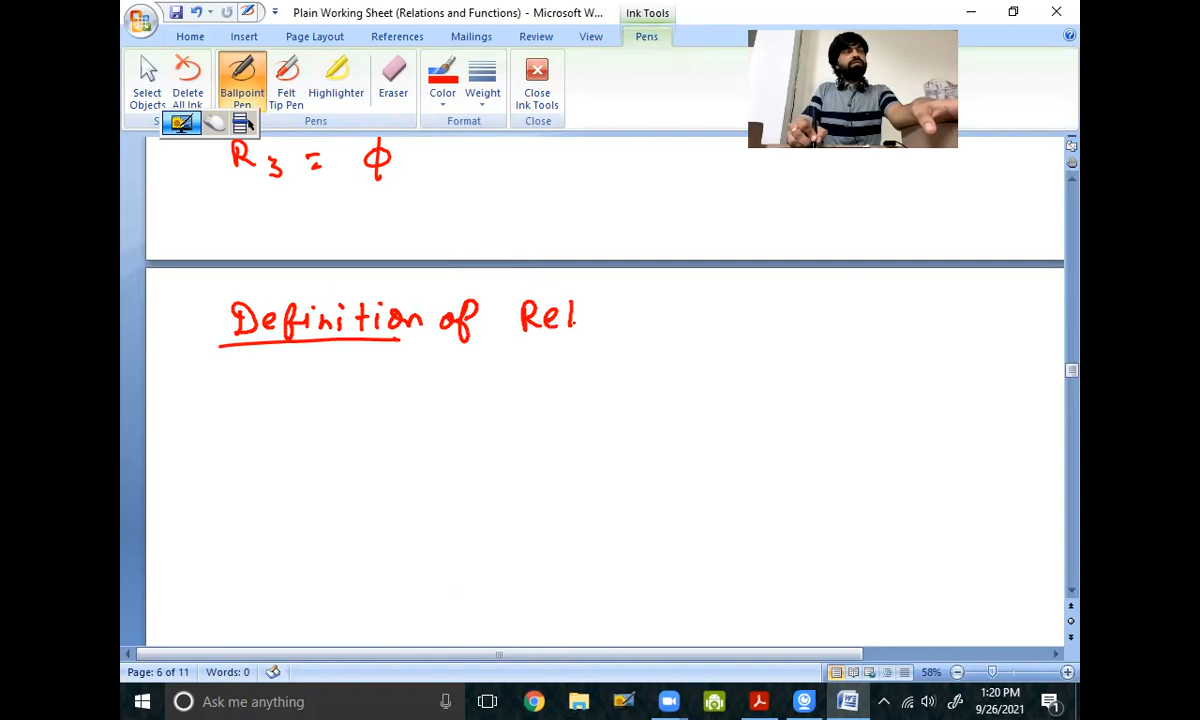 Plain Working Sheet (Relations and Functions) - Microsoft W...
Ink Tools
Home Insert Page Layout References Mailings Review View Pens
Select Objects
Delete All Ink
Ballpoint Pen
Felt Tip Pen
Highlighter
Eraser
Color
Weight
Close Ink Tools
Pens
Format
Close
R3 = ϕ
Definition of Rel
Page: 6 of 11 Words: 0 58%
Ask me anything
1:20 PM
9/26/2021
1